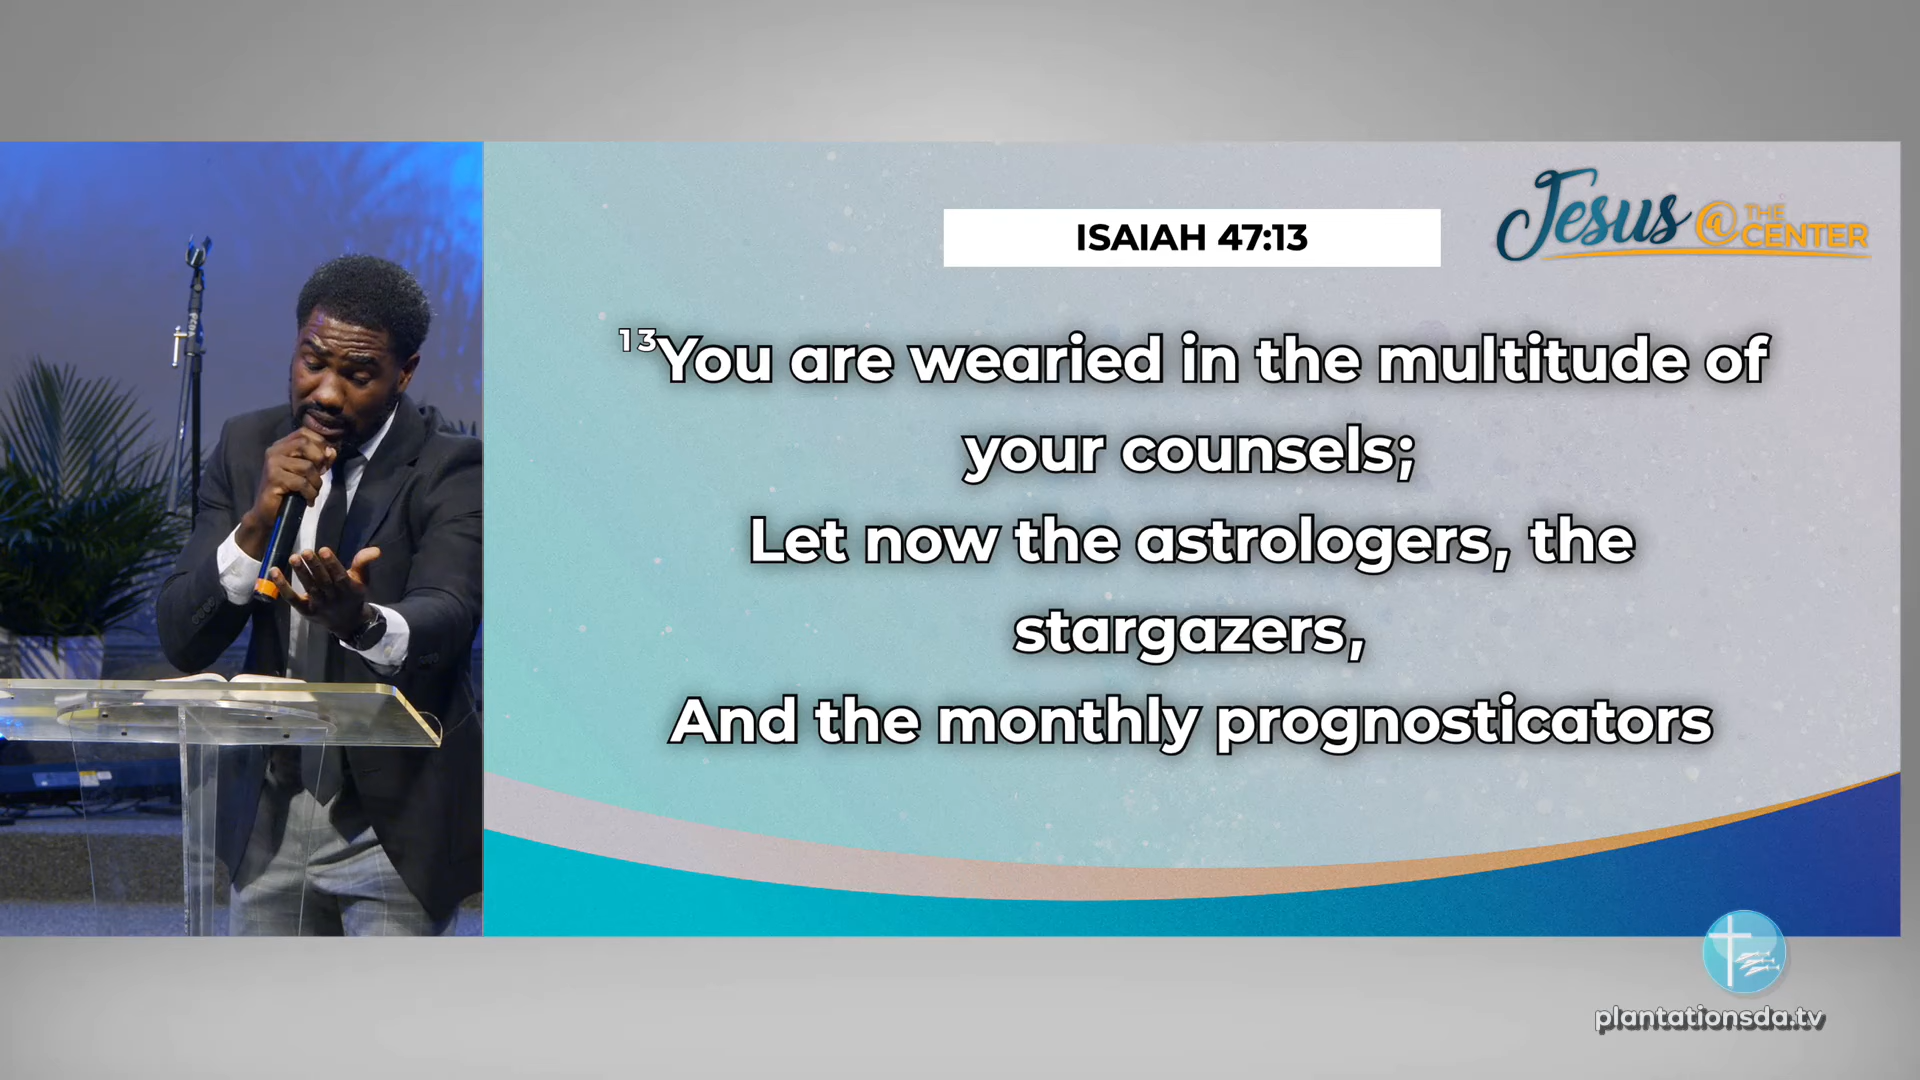 ISAIAH 47:13
Jesus @ THE CENTER
13You are wearied in the multitude of
your counsels;
Let now the astrologers, the
stargazers,
And the monthly prognosticators
plantationsda.tv